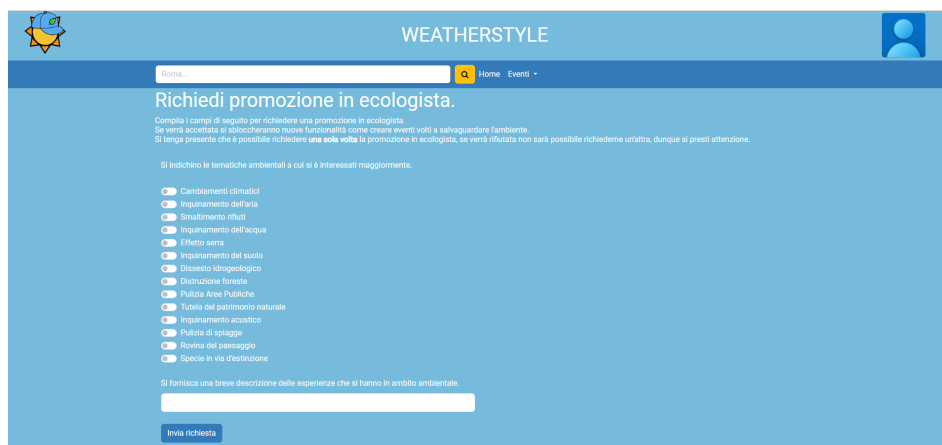 WEATHERSTYLE
Roma...
Home Eventi
Richiedi promozione in ecologista.
Compila i campi di seguito per richiedere una promozione in ecologista.
Se verrà accettata si sbloccheranno nuove funzionalità come creare eventi volti a salvaguardare l'ambiente.
Si tenga presente che è possibile richiedere una sola volta la promozione in ecologista, se verrà rifiutata non sarà possibile richiederne un'altra, dunque si presti attenzione.
Si indichino le tematiche ambientali a cui si è interessati maggiormente.
Cambiamenti climatici
Inquinamento dell'aria
Smaltimento rifiuti
Inquinamento dell'acqua
Effetto serra
Inquinamento del suolo
Dissesto idrogeologico
Distruzione foreste
Pulizia Aree Publiche
Tutela del patrimonio naturale
Inquinamento acustico
Pulizia di spiagge
Rovina del paesaggio
Specie in via d'estinzione
Si fornisca una breve descrizione delle esperienze che si hanno in ambito ambientale.
Invia richiesta